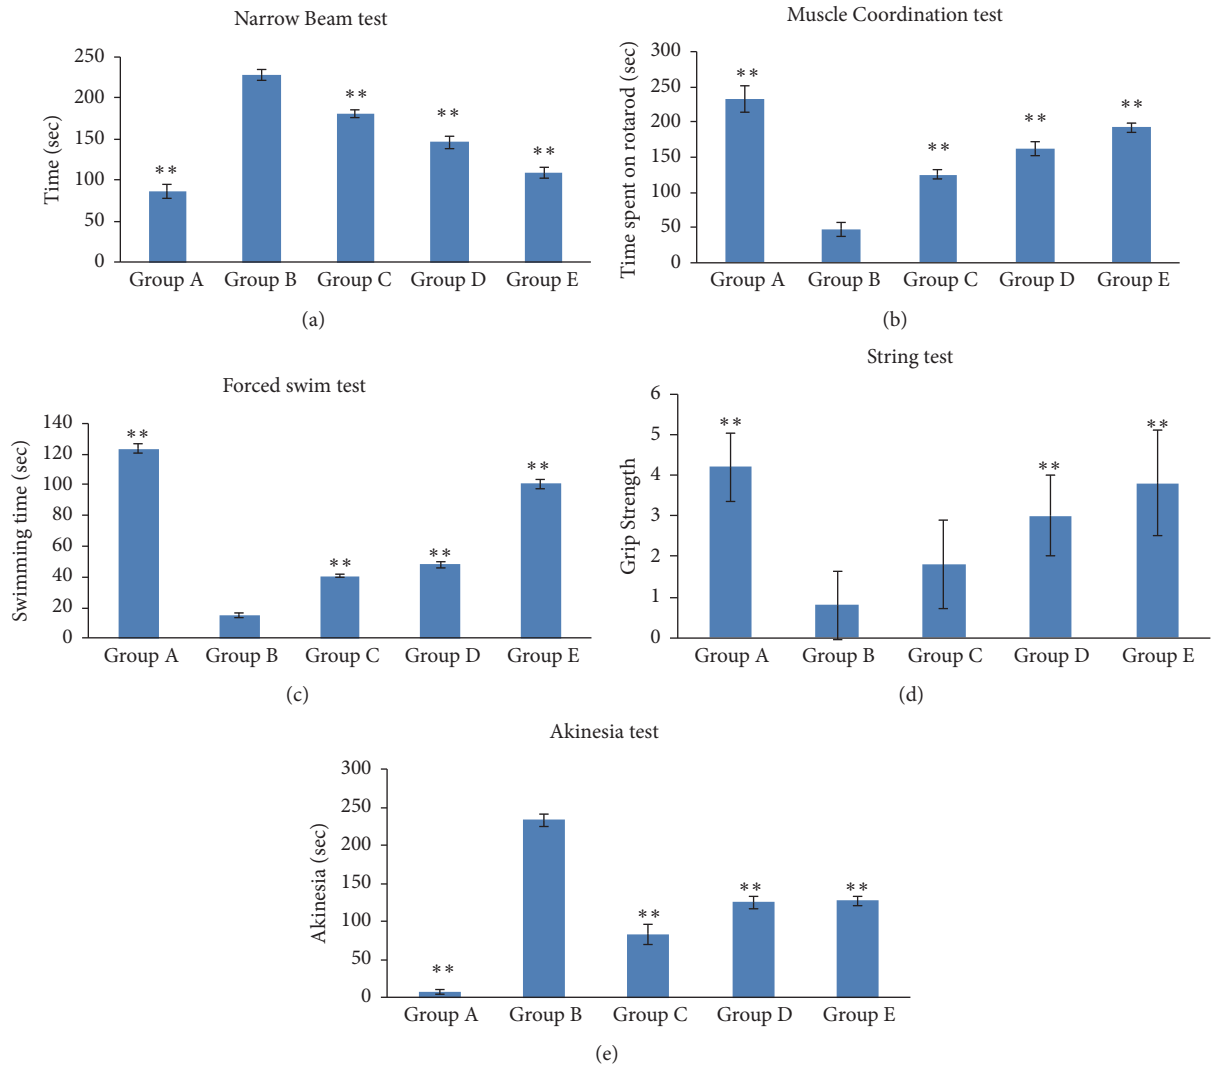 Narrow Beam test
Time (sec)
250
200
150
100
50
0
**
**
**
**
Group A Group B Group C Group D Group E
(a)
Muscle Coordination test
Time spent on rotarod (sec)
300
250
200
150
100
50
0
**
**
**
**
Group A Group B Group C Group D Group E
(b)
Forced swim test
Swimming time (sec)
140
120
100
80
60
40
20
0
**
**
**
**
Group A Group B Group C Group D Group E
(c)
String test
Grip Strength
6
5
4
3
2
1
0
**
**
**
Group A Group B Group C Group D Group E
(d)
Akinesia test
Akinesia (sec)
300
250
200
150
100
50
0
**
**
**
**
Group A Group B Group C Group D Group E
(e)